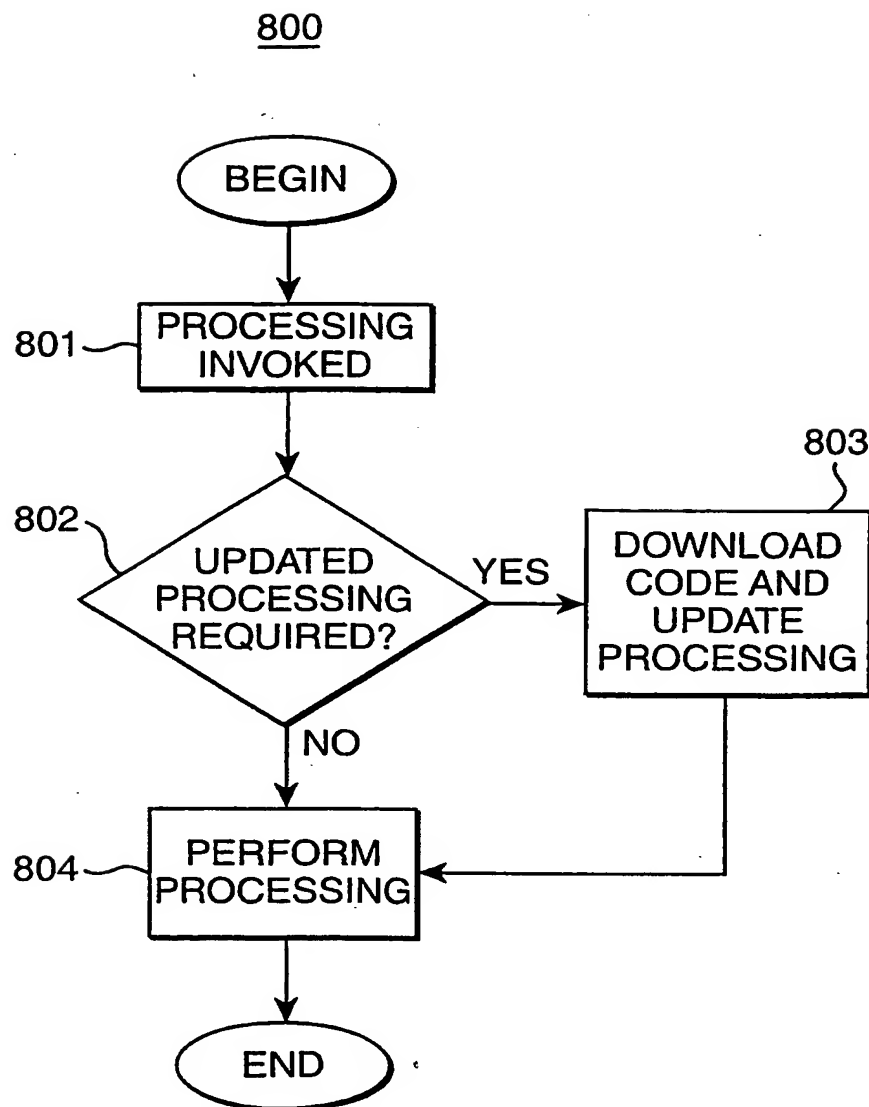 800
BEGIN
801
PROCESSING
INVOKED
802
UPDATED
PROCESSING
REQUIRED?
YES
803
DOWNLOAD
CODE AND
UPDATE
PROCESSING
NO
804
PERFORM
PROCESSING
END